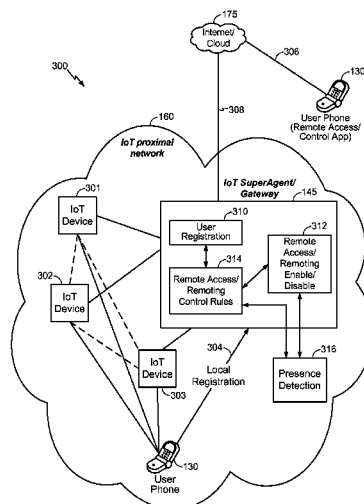 175
Internet/
Cloud
306
300
130
308
User Phone
(Remote Access/
Control App)
160
IoT proximal
network
IoT SuperAgent/
Gateway
145
301
IoT
Device
310
User
Registration
312
Remote
Access/
Remoting
Enable/
Disable
314
Remote Access/
Remoting
Control Rules
302
IoT
Device
304
Local
Registration
316
Presence
Detection
IoT
Device
303
130
User
Phone